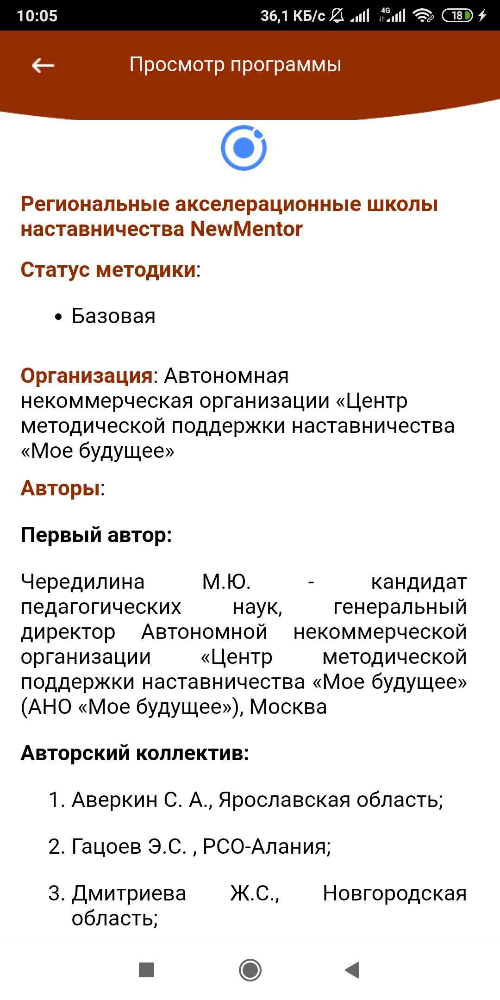 10:05 36,1 КБ/с 4G 18
Просмотр программы
Региональные акселерационные школы
наставничества NewMentor
Статус методики:
• Базовая
Организация: Автономная
некоммерческая организации «Центр
методической поддержки наставничества
«Мое будущее»
Авторы:
Первый автор:
Чередилина М.Ю. - кандидат
педагогических наук, генеральный
директор Автономной некоммерческой
организации «Центр методической
поддержки наставничества «Мое будущее»
(АНО «Мое будущее»), Москва
Авторский коллектив:
1. Аверкин С. А., Ярославская область;
2. Гацоев Э.С. , РСО-Алания;
3. Дмитриева Ж.С., Новгородская
область;